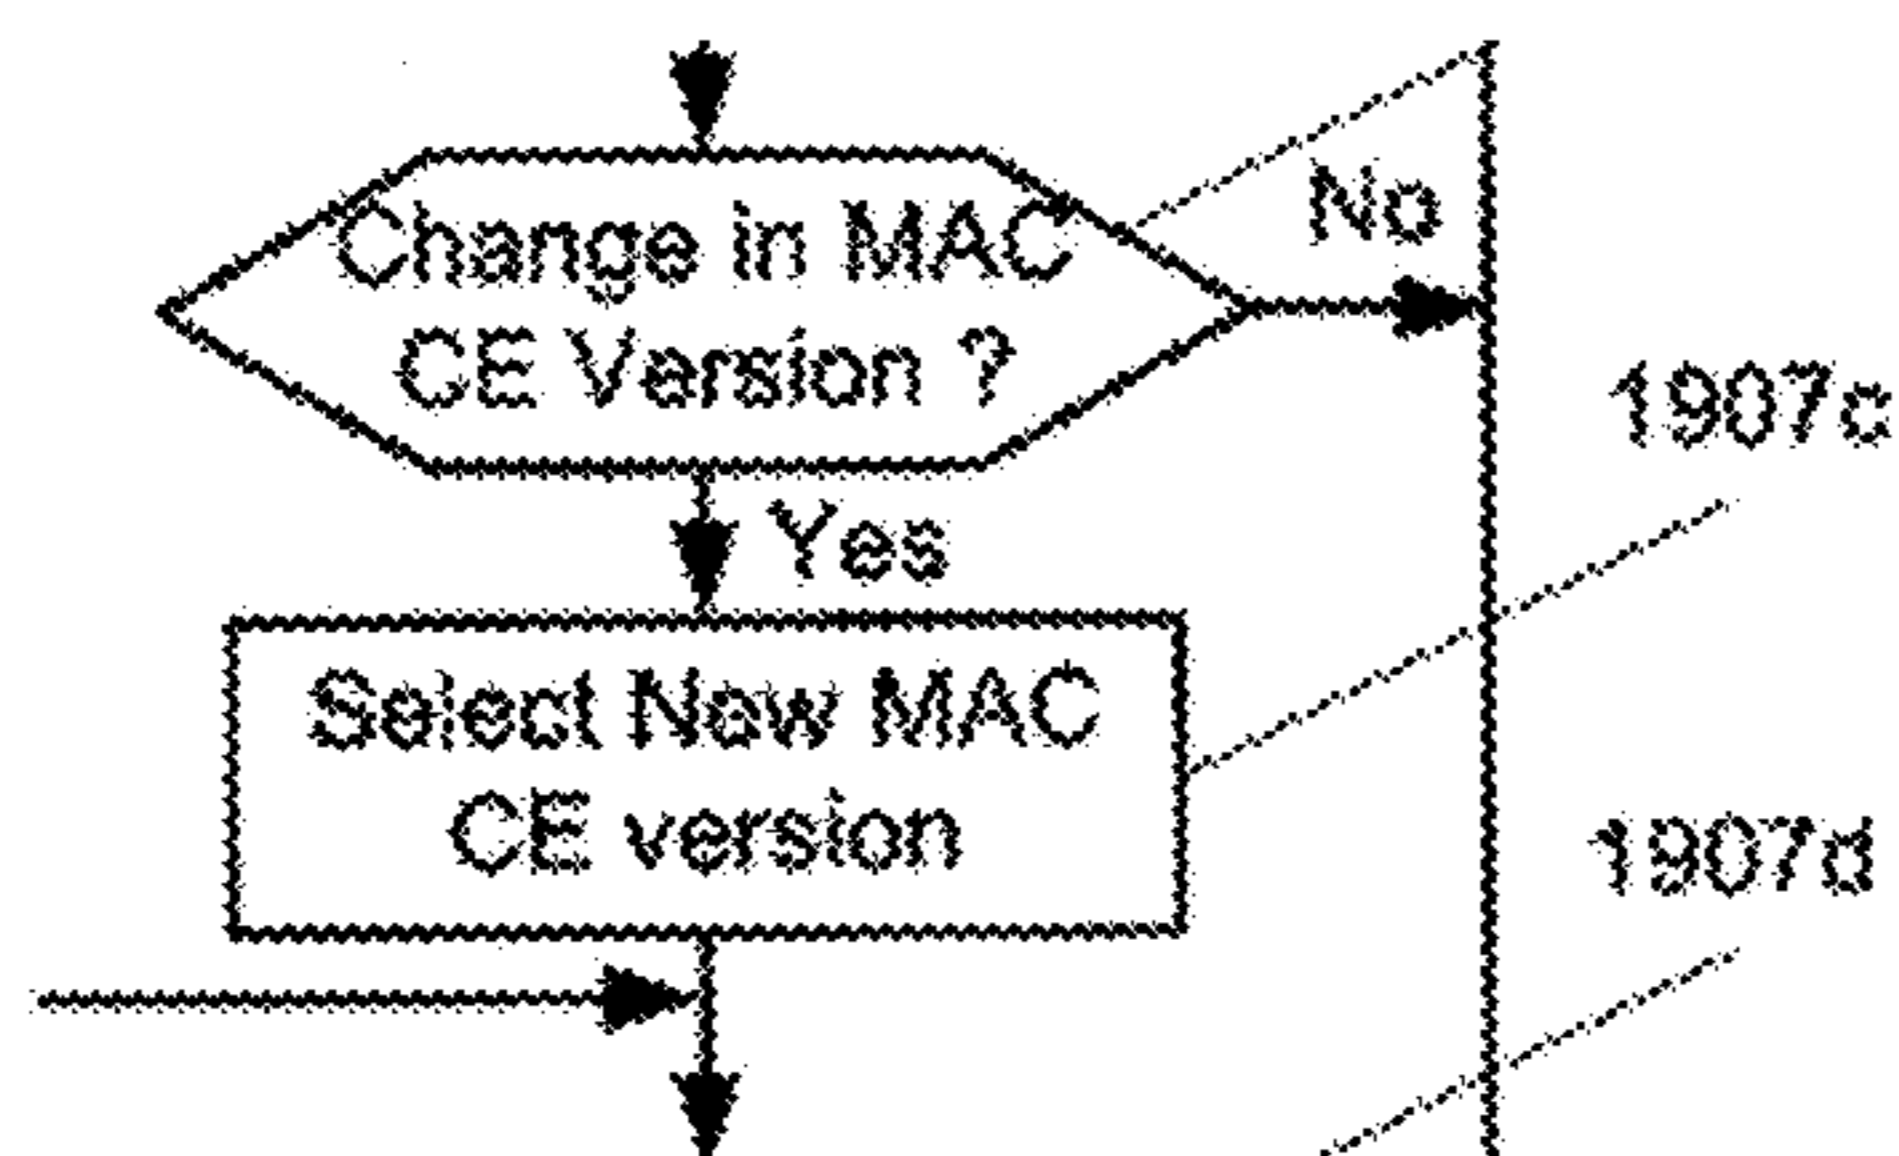 Change in MAC
CE Version ?
No
1907c
Yes
Select New MAC
CE version
1907d